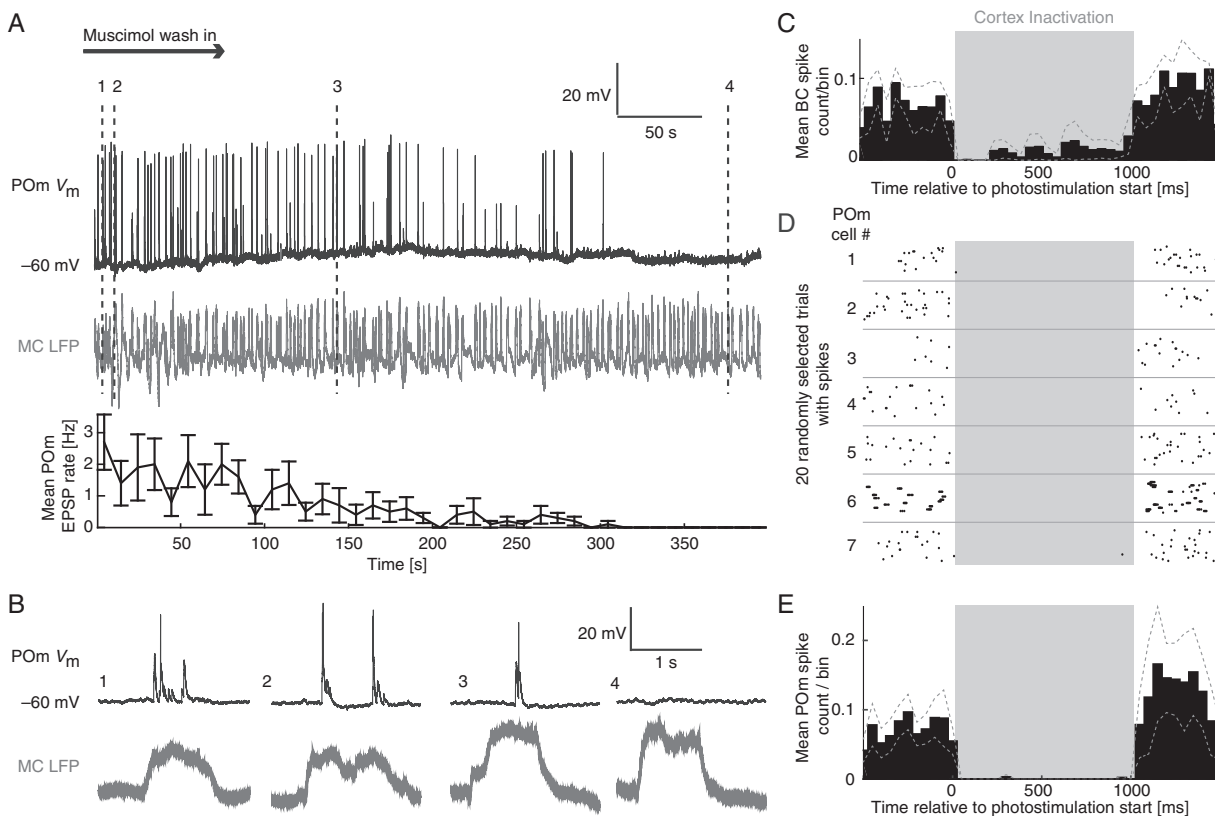 A
Muscimol wash in
1 2 3 4
20 mV
50 s
POm Vm
–60 mV
MC LFP
Mean POm
EPSP rate [Hz]
3
2
1
0
50 100 150 200 250 300 350
Time [s]
B
POm Vm
–60 mV
1 2 3 4
20 mV
1 s
MC LFP
C
Cortex Inactivation
Mean BC spike
count/bin
0.1
0
0 500 1000
Time relative to photostimulation start [ms]
D
POm
cell #
20 randomly selected trials
with spikes
1
2
3
4
5
6
7
E
Mean POm spike
count / bin
0.2
0.1
0
0 500 1000
Time relative to photostimulation start [ms]